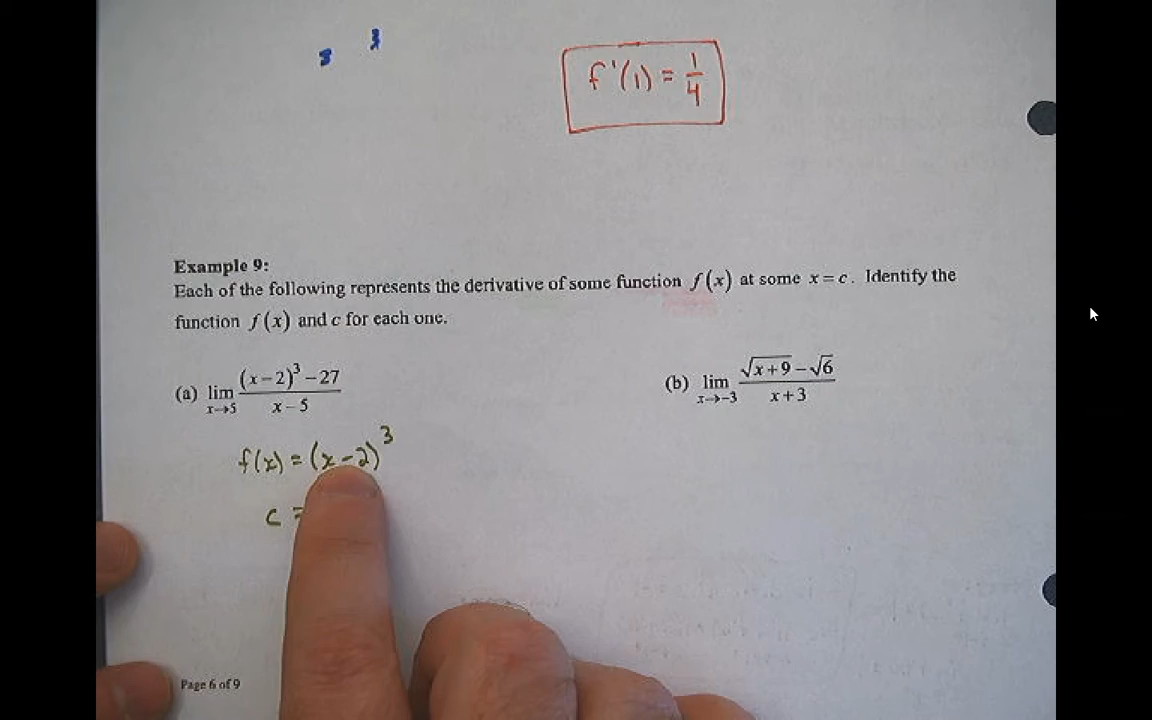 f'(1) = 1/4
Example 9:
Each of the following represents the derivative of some function f(x) at some x = c. Identify the
function f(x) and c for each one.
(a) lim x→5 ((x−2)³ − 27)/(x − 5)
(b) lim x→−3 (√(x+9) − √6)/(x + 3)
f(x) = (x−2)³
c =
Page 6 of 9